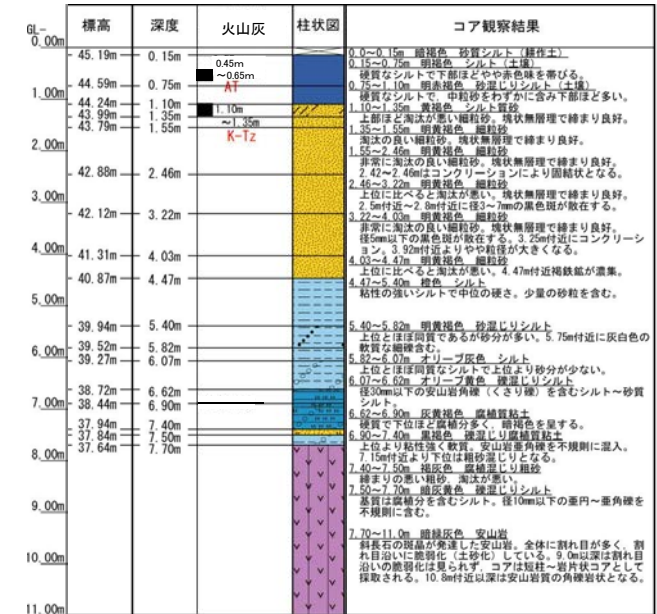 GL-
標高 深度 火山灰 柱状図 コア観察結果
0.00m
1.00m
2.00m
3.00m
4.00m
5.00m
6.00m
7.00m
8.00m
9.00m
10.00m
11.00m
45.19m 0.15m
44.59m 0.75m
44.24m 1.10m
43.99m 1.35m
43.79m 1.55m
42.88m 2.46m
42.12m 3.22m
41.31m 4.03m
40.87m 4.47m
39.94m 5.40m
39.52m 5.82m
39.27m 6.07m
38.72m 6.62m
38.44m 6.90m
37.94m 7.40m
37.84m 7.50m
37.64m 7.70m
0.45m
~0.65m
AT
1.10m
~1.35m
K-Tz
0.0~0.15m 暗褐色 砂質シルト（耕作土）
0.15~0.75m 明褐色 シルト（土壌）
硬質なシルトで下部ほどやや赤色味を帯びる。
0.75~1.10m 明赤褐色 砂混じりシルト（土壌）
硬質なシルトで、中粒砂をわずかに含み下部ほど多い。
1.10~1.35m 黄褐色 シルト質砂
上部ほど淘汰が悪い細粒砂。塊状無層理で締まり良好。
1.35~1.55m 明黄褐色 細粒砂
淘汰の良い細粒砂。塊状無層理で締まり良好。
1.55~2.46m 明黄褐色 細粒砂
非常に淘汰の良い細粒砂。塊状無層理で締まり良好。
2.42~2.46mはコンクリーションにより固結状となる。
2.46~3.22m 明黄褐色 細粒砂
上位に比べると淘汰が悪い。塊状無層理で締まり良好。
2.5m付近~2.8m付近に径3~7mmの黒色斑が散在する。
3.22~4.03m 明黄褐色 細粒砂
非常に淘汰の良い細粒砂。塊状無層理で締まり良好。
径5mm以下の黒色斑が散在する。3.25m付近にコンクリーシ
ョン。3.92m付近よりやや粒径が大きくなる。
4.03~4.47m 明黄褐色 細粒砂
上位に比べると淘汰が悪い。4.47m付近褐鉄鉱が濃集。
4.47~5.40m 橙色 シルト
粘性の強いシルトで中位の硬さ。少量の砂粒を含む。
5.40~5.82m 明黄褐色 砂混じりシルト
上位とほぼ同質であるが砂分が多い。5.75m付近に灰白色の
軟質な細礫含む。
5.82~6.07m オリーブ灰色 シルト
上位とほぼ同質なシルトで上位より砂分が少ない。
6.07~6.62m オリーブ黄色 礫混じりシルト
径30mm以下の安山岩角礫（くさり礫）を含むシルト~砂質
シルト。
6.62~6.90m 灰黄褐色 腐植質粘土
硬質で下位ほど腐植分多く、暗褐色を呈する。
6.90~7.40m 黒褐色 礫混じり腐植質粘土
上位より粘性強く軟質。安山岩亜角礫を不規則に混入。
7.15m付近より下位は粗砂混じりとなる。
7.40~7.50m 褐灰色 腐植混じり粗砂
締まりの悪い粗砂。淘汰が悪い。
7.50~7.70m 暗灰黄色 礫混じりシルト
基質は腐植分を含むシルト。径10mm以下の亜円~亜角礫を
不規則に含む。
7.70~11.0m 暗緑灰色 安山岩
斜長石の斑晶が発達した安山岩。全体に割れ目が多く、割
れ目沿いに脆弱化（土砂化）している。9.0m以深は割れ目
沿いの脆弱化は見られず、コアは短柱~岩片状コアとして
採取される。10.8m付近以深は安山岩質の角礫岩状となる。